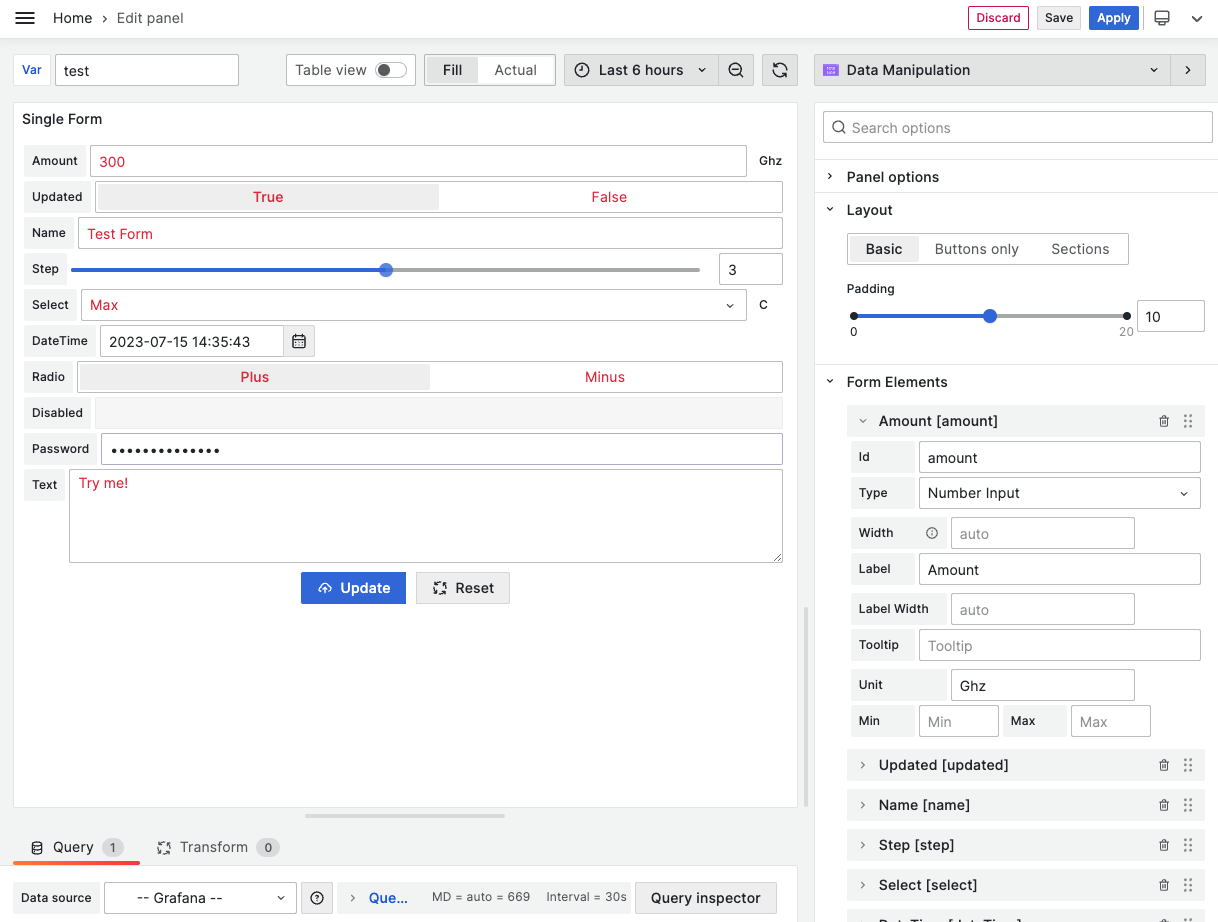 Home › Edit panel
Discard Save Apply
Var test
Table view Fill Actual Last 6 hours
Data Manipulation
Single Form
Amount 300 Ghz
Updated True False
Name Test Form
Step 3
Select Max C
DateTime 2023-07-15 14:35:43
Radio Plus Minus
Disabled
Password ••••••••••••••
Text Try me!
Update Reset
Query 1 Transform 0
Data source -- Grafana -- Que... MD = auto = 669 Interval = 30s Query inspector
Search options
Panel options
Layout
Basic Buttons only Sections
Padding
10
0 20
Form Elements
Amount [amount]
Id amount
Type Number Input
Width auto
Label Amount
Label Width auto
Tooltip Tooltip
Unit Ghz
Min Min Max Max
Updated [updated]
Name [name]
Step [step]
Select [select]